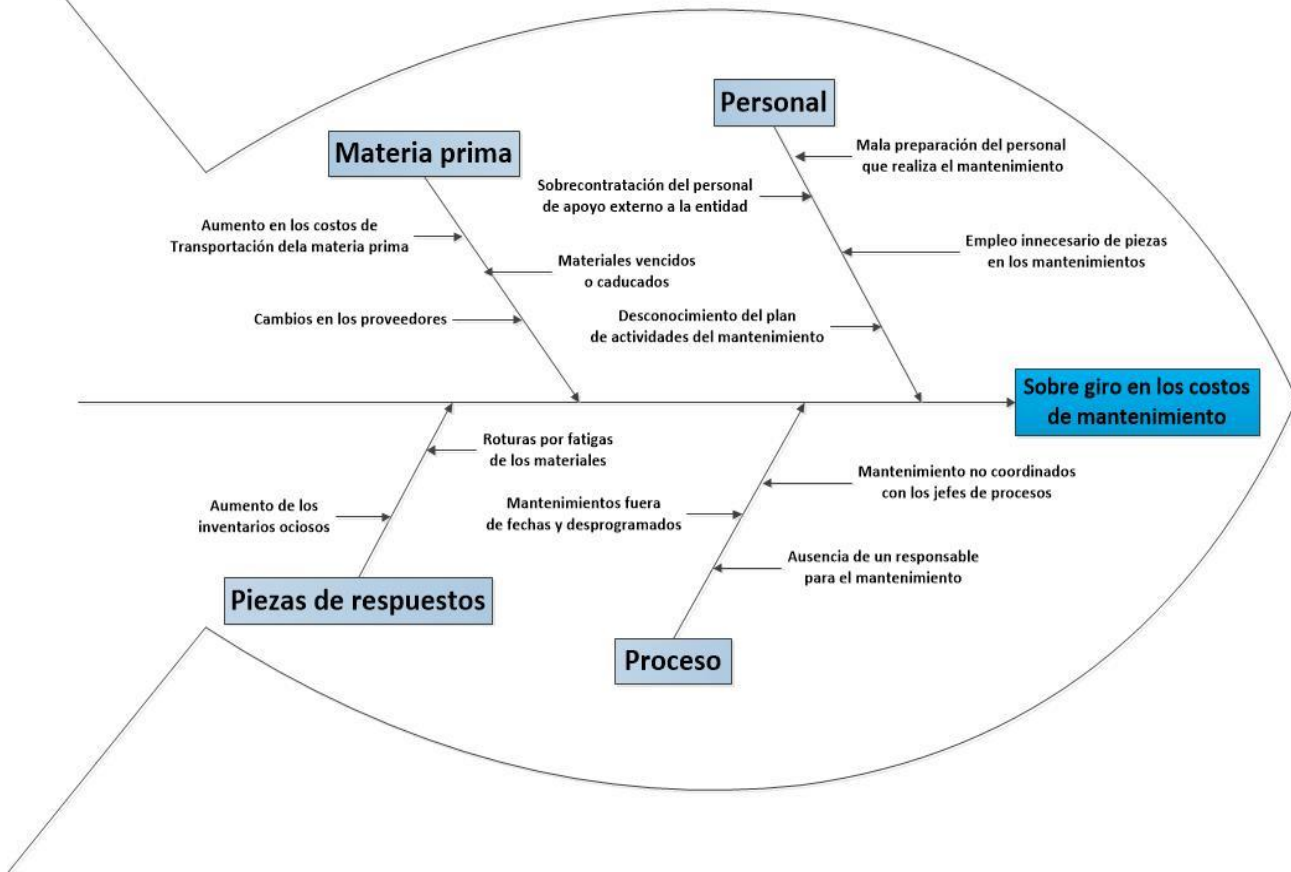 Personal
Mala preparación del personal
que realiza el mantenimiento
Materia prima
Sobrecontratación del personal
de apoyo externo a la entidad
Aumento en los costos de
Transportación dela materia prima
Empleo innecesario de piezas
en los mantenimientos
Materiales vencidos
o caducados
Cambios en los proveedores
Desconocimiento del plan
de actividades del mantenimiento
Sobre giro en los costos
de mantenimiento
Roturas por fatigas
de los materiales
Mantenimiento no coordinados
con los jefes de procesos
Aumento de los
inventarios ociosos
Mantenimientos fuera
de fechas y desprogramados
Ausencia de un responsable
para el mantenimiento
Piezas de respuestos
Proceso